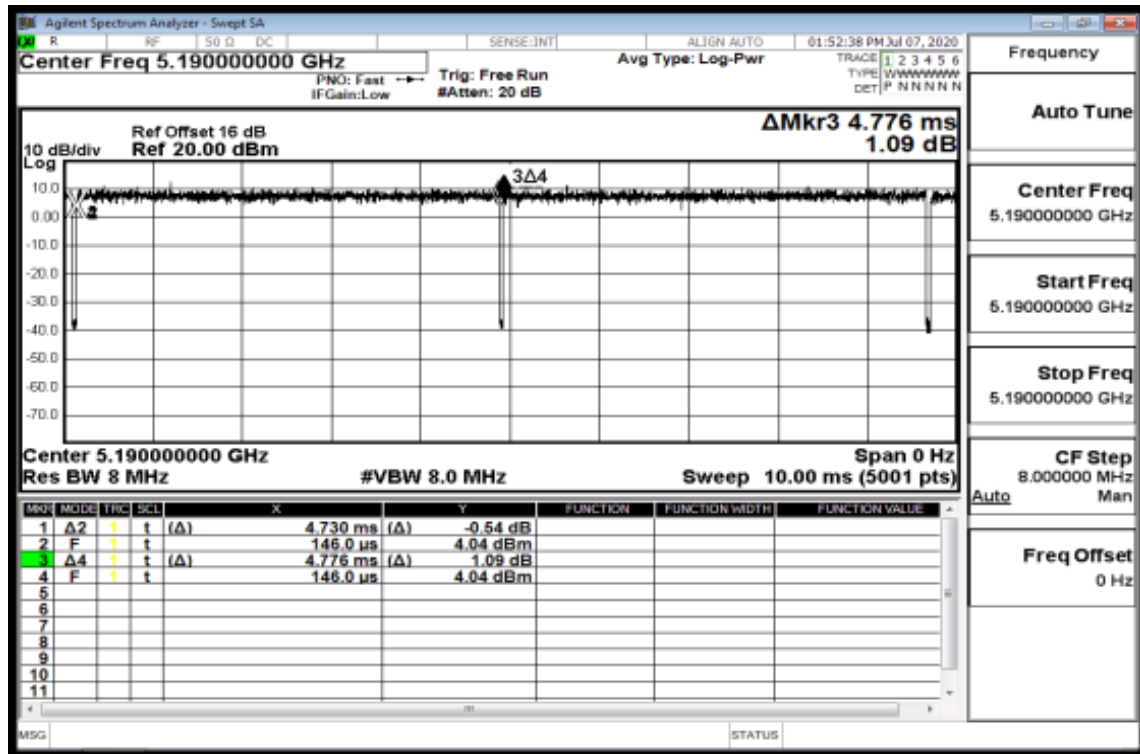 Agilent Spectrum Analyzer - Swept SA
R RF 50 Ω DC SENSE:INT ALIGN AUTO 01:52:38 PM Jul 07, 2020
Center Freq 5.190000000 GHz
PNO: Fast
IFGain:Low
Trig: Free Run
#Atten: 20 dB
Avg Type: Log-Pwr
TRACE 1 2 3 4 5 6
TYPE WWWWWWW
DET P N N N N N
Frequency
Auto Tune
Ref Offset 16 dB
10 dB/div Ref 20.00 dBm
Log
ΔMkr3 4.776 ms
1.09 dB
3Δ4
10.0
0.00
-10.0
-20.0
-30.0
-40.0
-50.0
-60.0
-70.0
Center 5.190000000 GHz Span 0 Hz
Res BW 8 MHz #VBW 8.0 MHz Sweep 10.00 ms (5001 pts)
MKR MODE TRC SCL X Y FUNCTION FUNCTION WIDTH FUNCTION VALUE
1 Δ2 1 t (Δ) 4.730 ms (Δ) -0.54 dB
2 F 1 t 146.0 µs 4.04 dBm
3 Δ4 1 t (Δ) 4.776 ms (Δ) 1.09 dB
4 F 1 t 146.0 µs 4.04 dBm
5
6
7
8
9
10
11
MSG STATUS
Center Freq
5.190000000 GHz
Start Freq
5.190000000 GHz
Stop Freq
5.190000000 GHz
CF Step
8.000000 MHz
Auto Man
Freq Offset
0 Hz